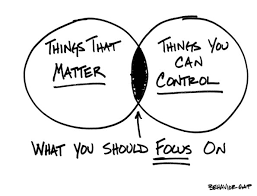 THINGS THAT
MATTER
THINGS YOU
CAN
CONTROL
WHAT YOU SHOULD FOCUS ON
BEHAVIOR GAP